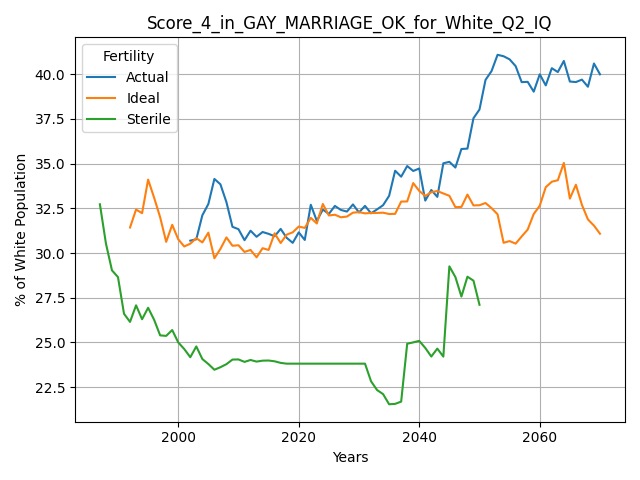 Score_4_in_GAY_MARRIAGE_OK_for_White_Q2_IQ
Fertility
Actual
Ideal
Sterile
% of White Population
40.0
37.5
35.0
32.5
30.0
27.5
25.0
22.5
2000
2020
2040
2060
Years